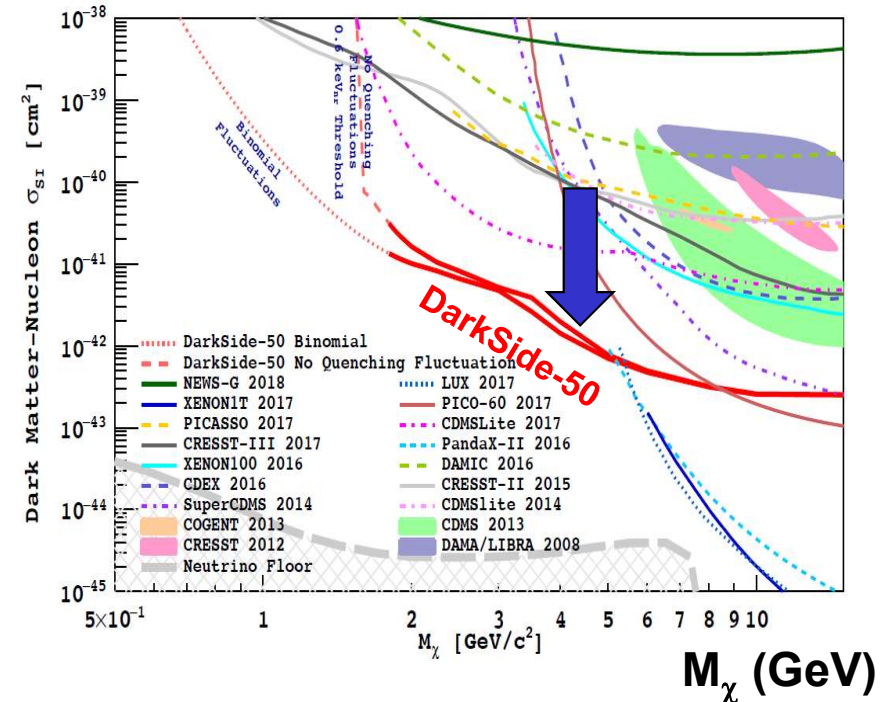 10⁻³⁸
10⁻³⁹
10⁻⁴⁰
10⁻⁴¹
10⁻⁴²
10⁻⁴³
10⁻⁴⁴
10⁻⁴⁵
Dark Matter-Nucleon σSI [cm²]
Binomial
Fluctuations
No Quenching
Fluctuations
0.6 keVnr Threshold
DarkSide-50
DarkSide-50 Binomial
DarkSide-50 No Quenching Fluctuation
NEWS-G 2018 LUX 2017
XENON1T 2017 PICO-60 2017
PICASSO 2017 CDMSLite 2017
CRESST-III 2017 PandaX-II 2016
XENON100 2016 DAMIC 2016
CDEX 2016 CRESST-II 2015
SuperCDMS 2014 CDMSlite 2014
COGENT 2013 CDMS 2013
CRESST 2012 DAMA/LIBRA 2008
Neutrino Floor
5×10⁻¹ 1 2 3 4 5 6 7 8 9 10
Mχ [GeV/c²]
Mχ (GeV)